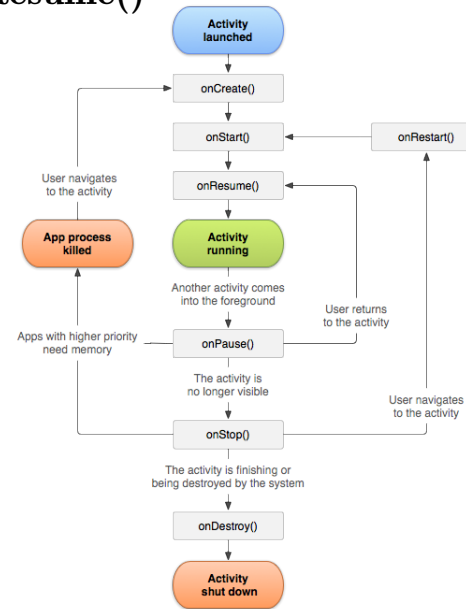 Activity
launched
onCreate()
onStart()
onRestart()
onResume()
User navigates
to the activity
App process
killed
Activity
running
Another activity comes
into the foreground
User returns
to the activity
Apps with higher priority
need memory
onPause()
The activity is
no longer visible
User navigates
to the activity
onStop()
The activity is finishing or
being destroyed by the system
onDestroy()
Activity
shut down